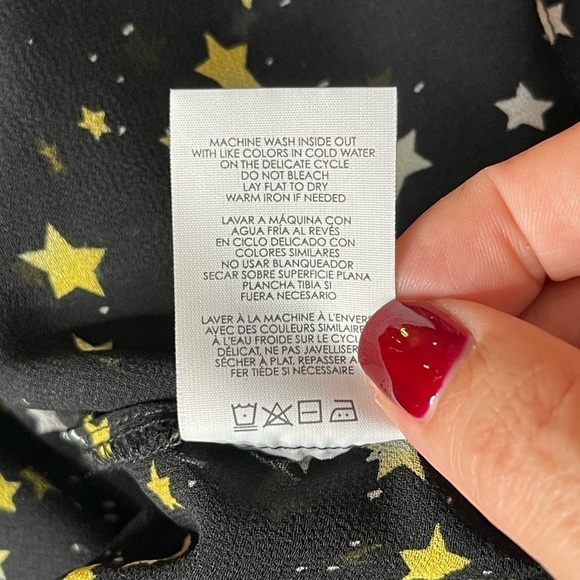 MACHINE WASH INSIDE OUT
WITH LIKE COLORS IN COLD WATER
ON THE DELICATE CYCLE
DO NOT BLEACH
LAY FLAT TO DRY
WARM IRON IF NEEDED
LAVAR A MÁQUINA CON
AGUA FRÍA AL REVÉS
EN CICLO DELICADO CON
COLORES SIMILARES
NO USAR BLANQUEADOR
SECAR SOBRE SUPERFICIE PLANA
PLANCHA TIBIA SI
FUERA NECESARIO
LAVER À LA MACHINE À L'ENVERS
AVEC DES COULEURS SIMILAIRE
À L'EAU FROIDE SUR LE CYCL
DÉLICAT, NE PAS JAVELLISER
SÉCHER À PLAT, REPASSER A
FER TIÈDE SI NÉCESSAIRE